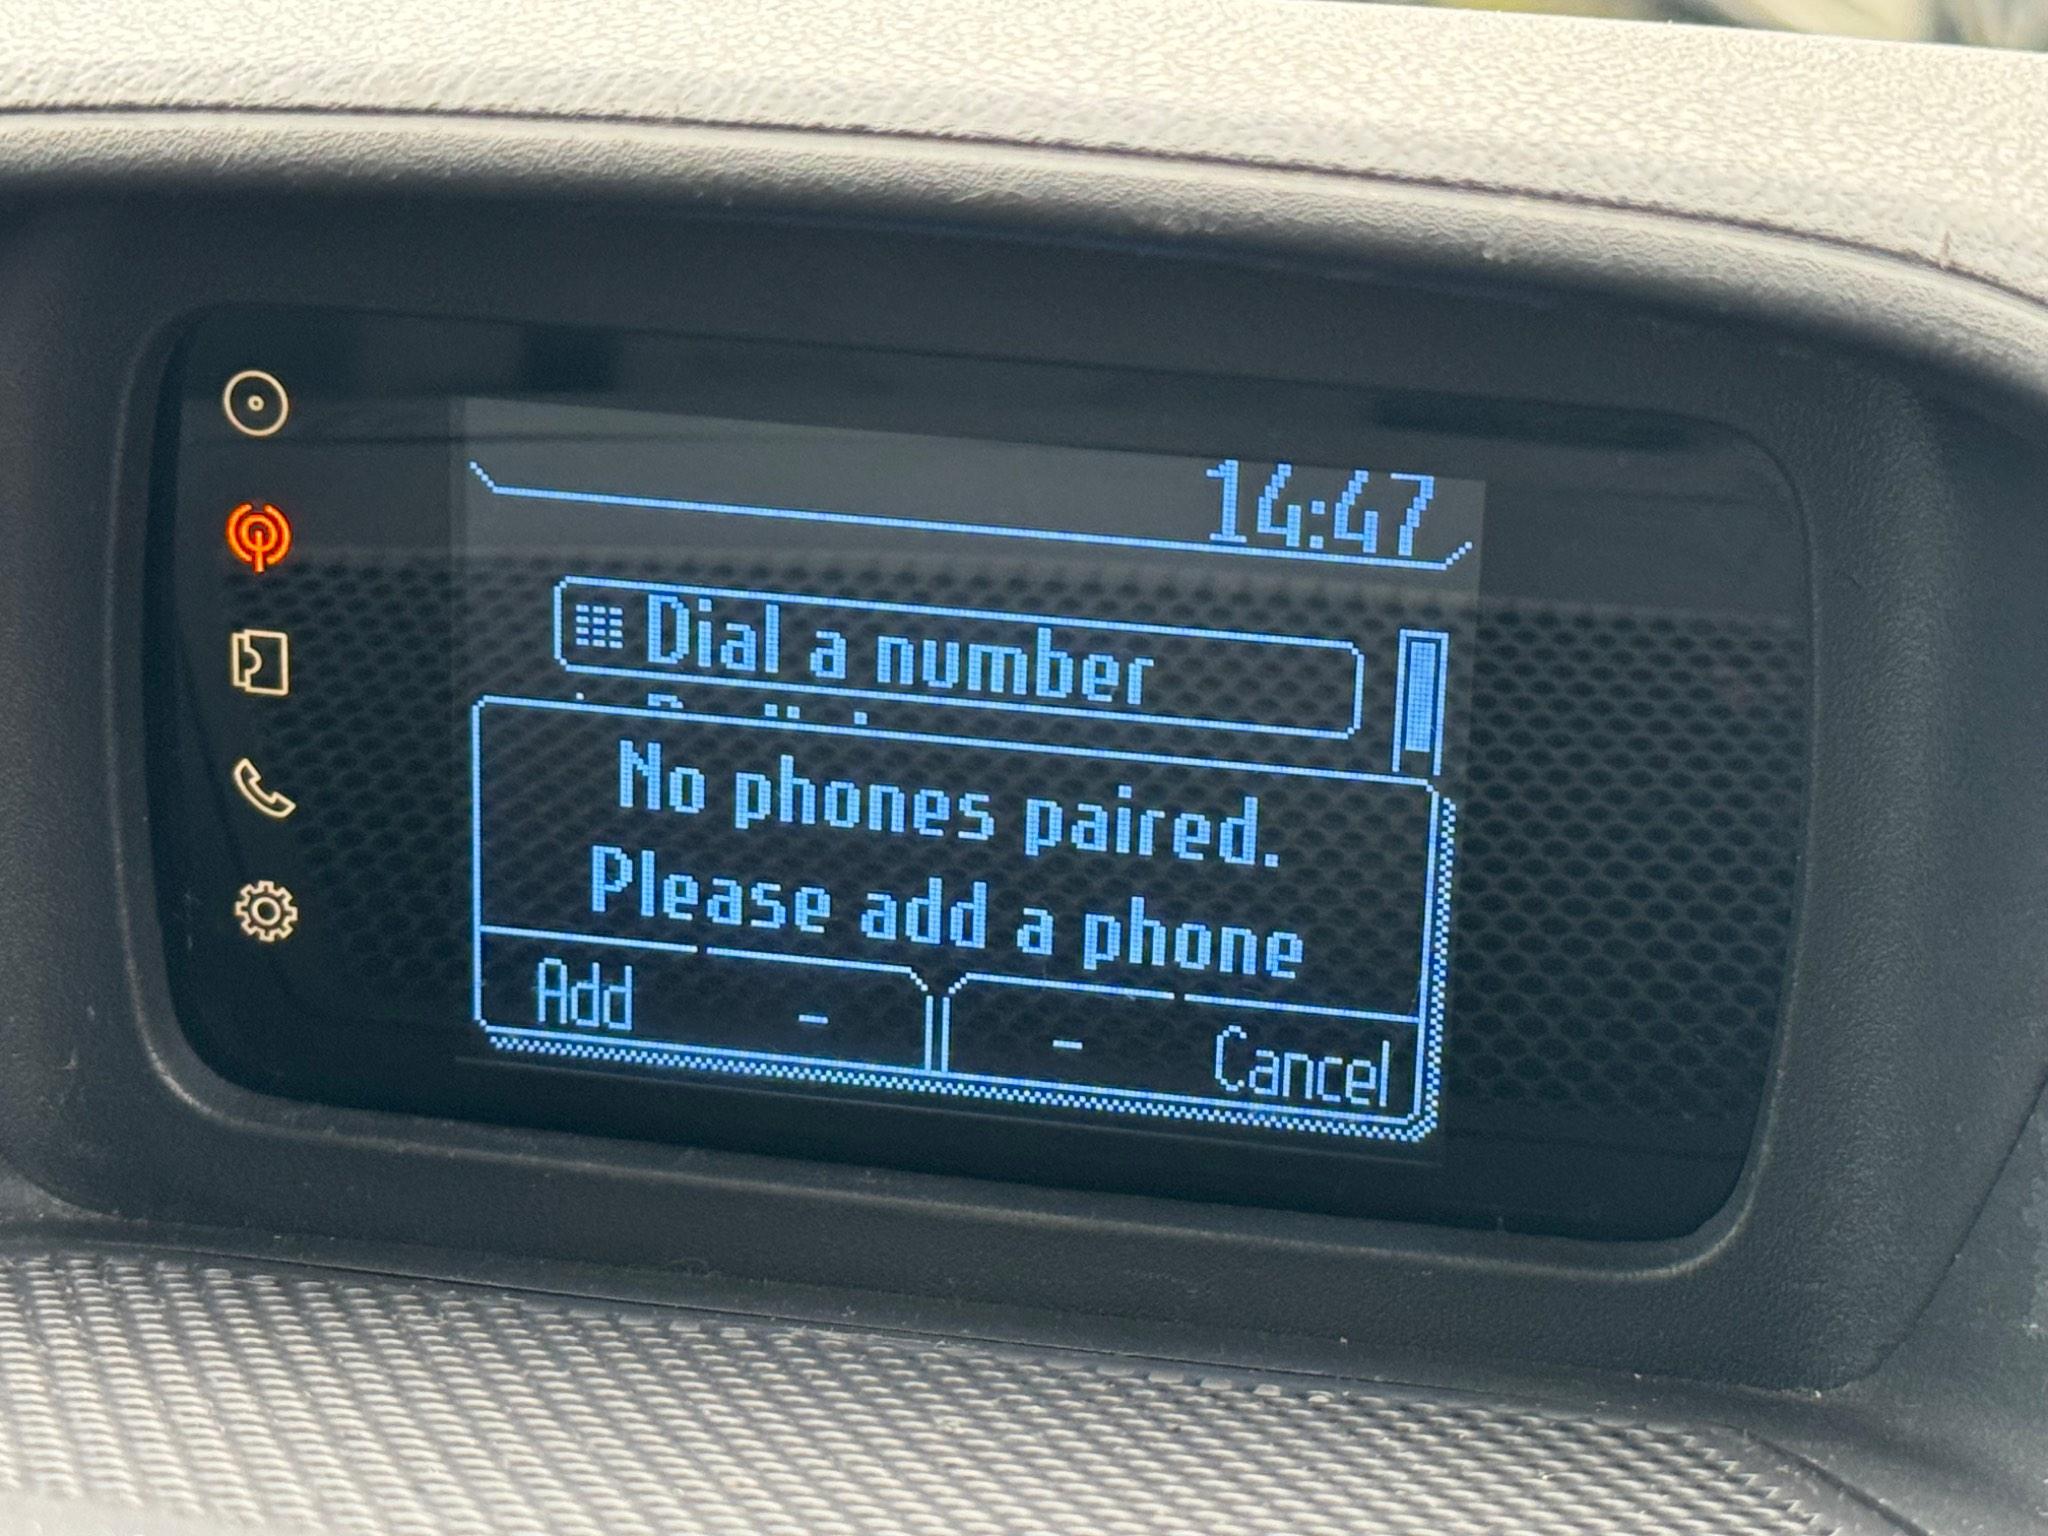 14:47
Dial a number
No phones paired.
Please add a phone
Add - - Cancel